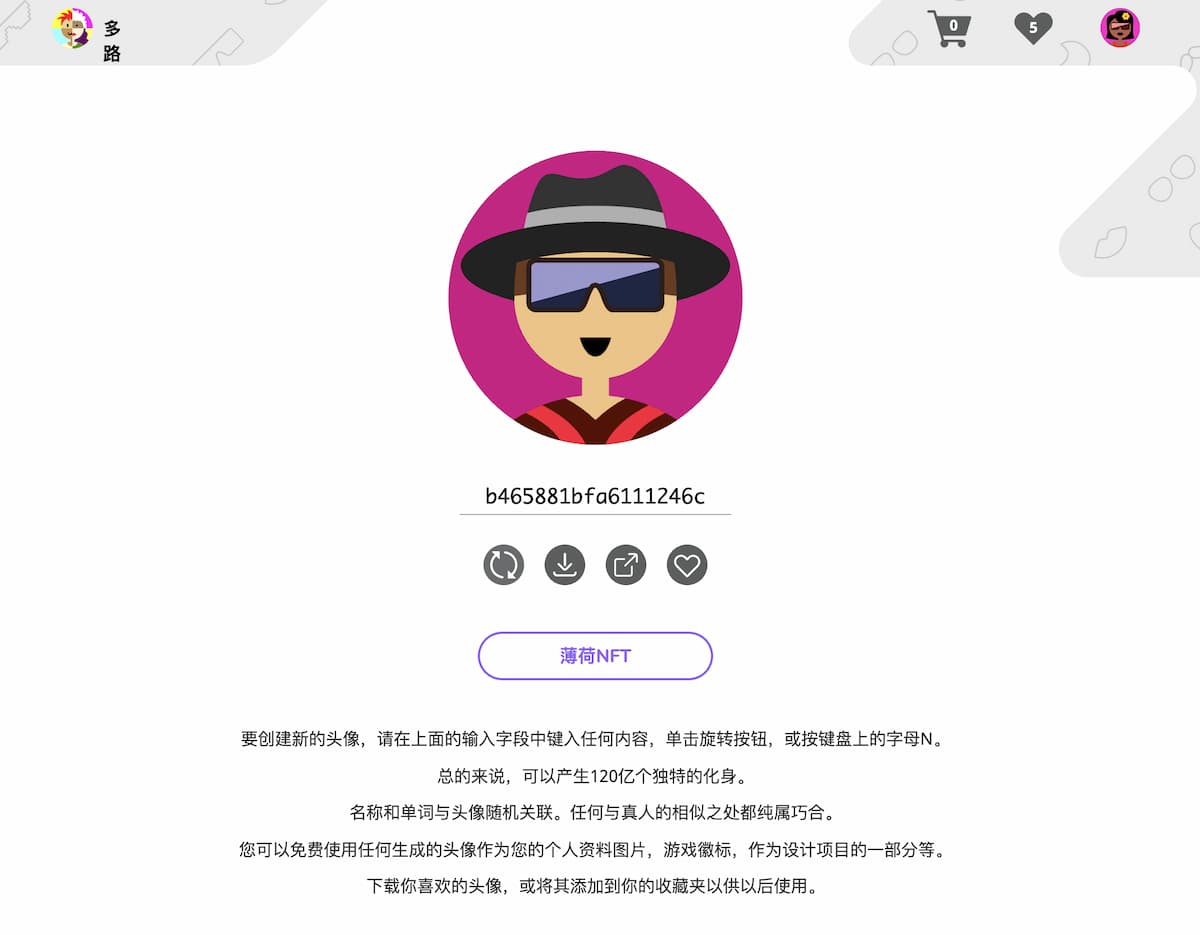 多
路
0
5
b465881bfa6111246c
薄荷NFT
要创建新的头像，请在上面的输入字段中键入任何内容，单击旋转按钮，或按键盘上的字母N。
总的来说，可以产生120亿个独特的化身。
名称和单词与头像随机关联。任何与真人的相似之处都纯属巧合。
您可以免费使用任何生成的头像作为您的个人资料图片，游戏徽标，作为设计项目的一部分等。
下载你喜欢的头像，或将其添加到你的收藏夹以供以后使用。